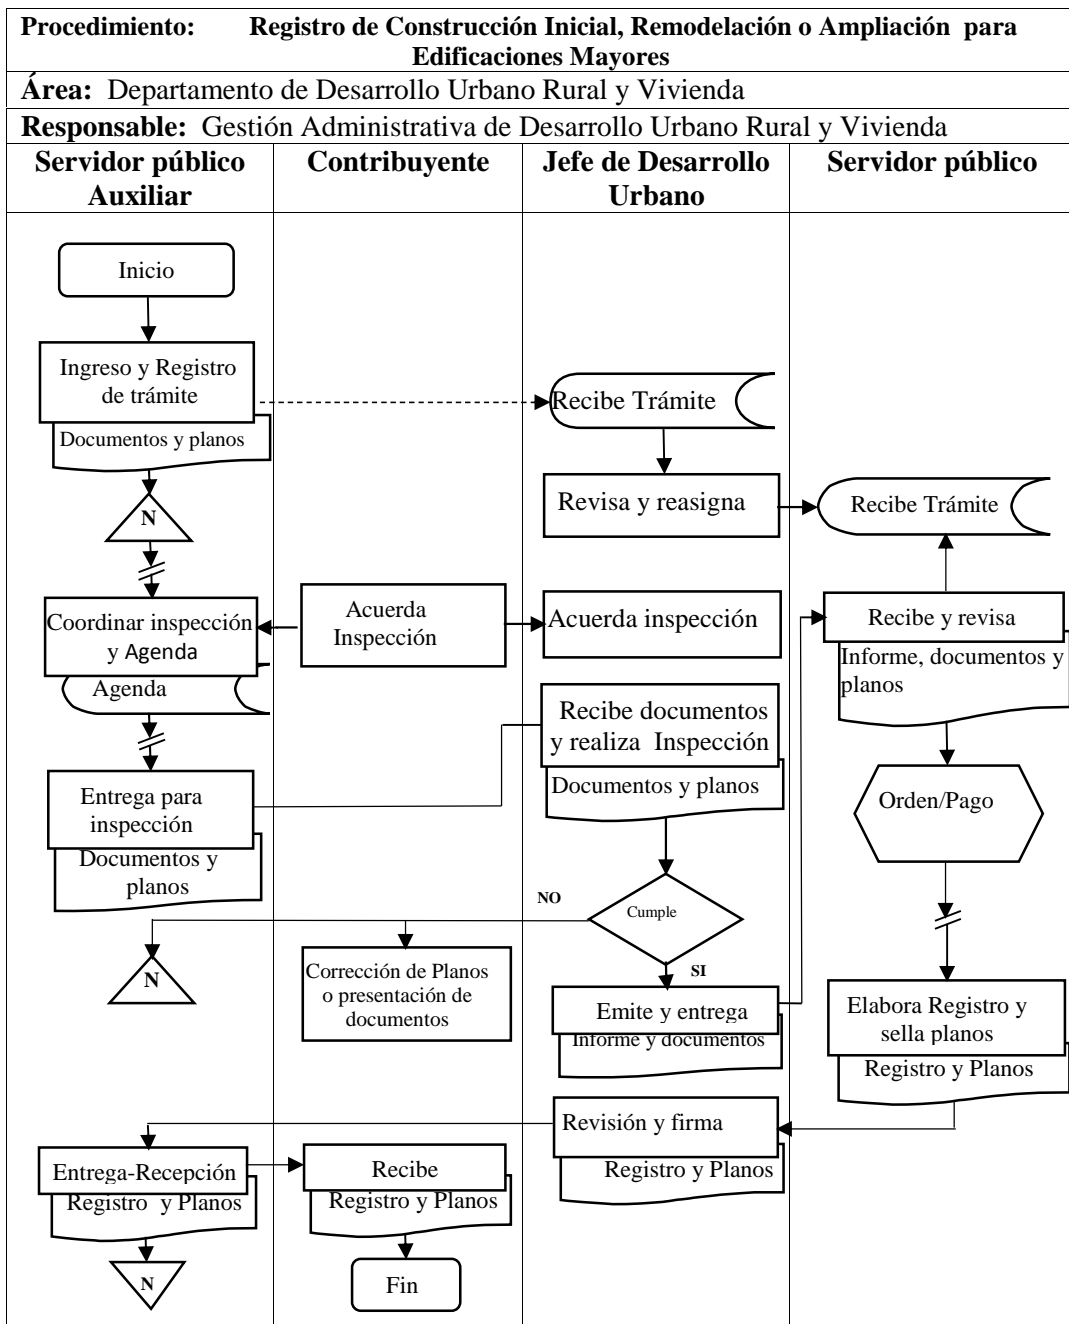 Procedimiento: Registro de Construcción Inicial, Remodelación o Ampliación para
Edificaciones Mayores
Área: Departamento de Desarrollo Urbano Rural y Vivienda
Responsable: Gestión Administrativa de Desarrollo Urbano Rural y Vivienda
Servidor público
Auxiliar
Contribuyente
Jefe de Desarrollo
Urbano
Servidor público
Inicio
Ingreso y Registro
de trámite
Documentos y planos
N
Recibe Trámite
Revisa y reasigna
Recibe Trámite
Coordinar inspección
y Agenda
Agenda
Acuerda
Inspección
Acuerda inspección
Recibe y revisa
Informe, documentos y
planos
Recibe documentos
y realiza Inspección
Documentos y planos
Entrega para
inspección
Documentos y
planos
Orden/Pago
NO
Cumple
SI
N
Corrección de Planos
o presentación de
documentos
Emite y entrega
Informe y documentos
Elabora Registro y
sella planos
Registro y Planos
Revisión y firma
Registro y Planos
Entrega-Recepción
Registro y Planos
Recibe
Registro y Planos
N
Fin